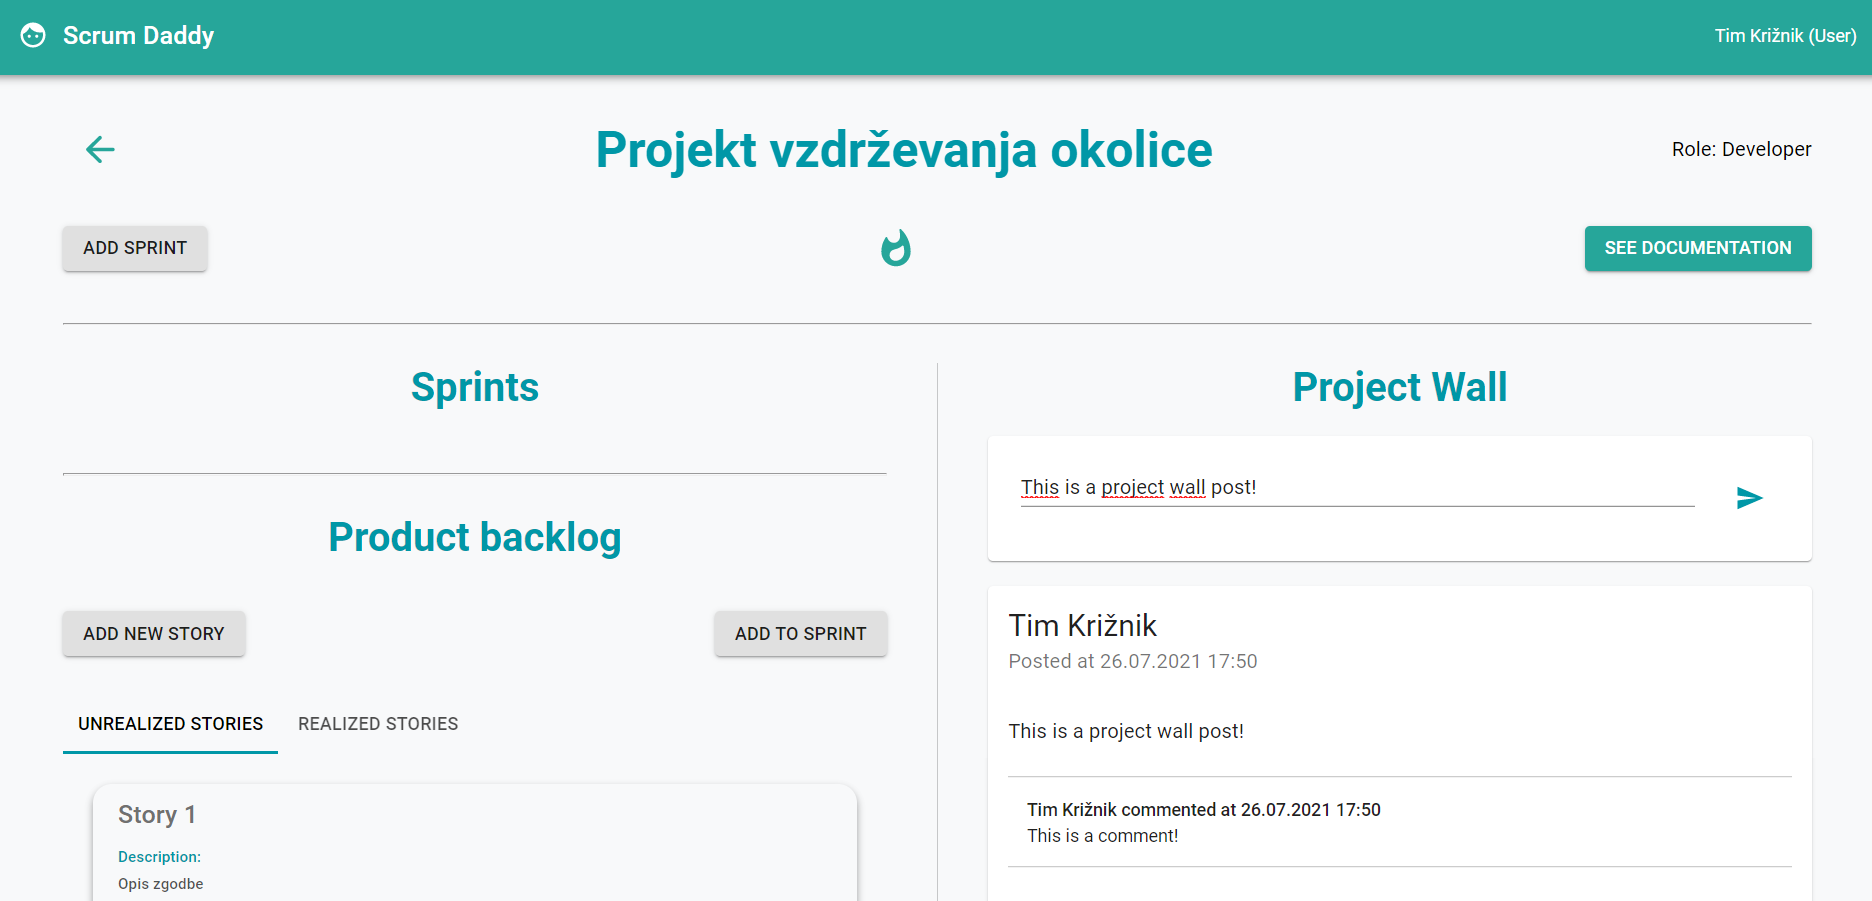 Scrum Daddy
Tim Križnik (User)
Projekt vzdrževanja okolice
Role: Developer
ADD SPRINT
SEE DOCUMENTATION
Sprints
Product backlog
ADD NEW STORY
ADD TO SPRINT
UNREALIZED STORIES
REALIZED STORIES
Story 1
Description:
Opis zgodbe
Project Wall
This is a project wall post!
Tim Križnik
Posted at 26.07.2021 17:50
This is a project wall post!
Tim Križnik commented at 26.07.2021 17:50
This is a comment!